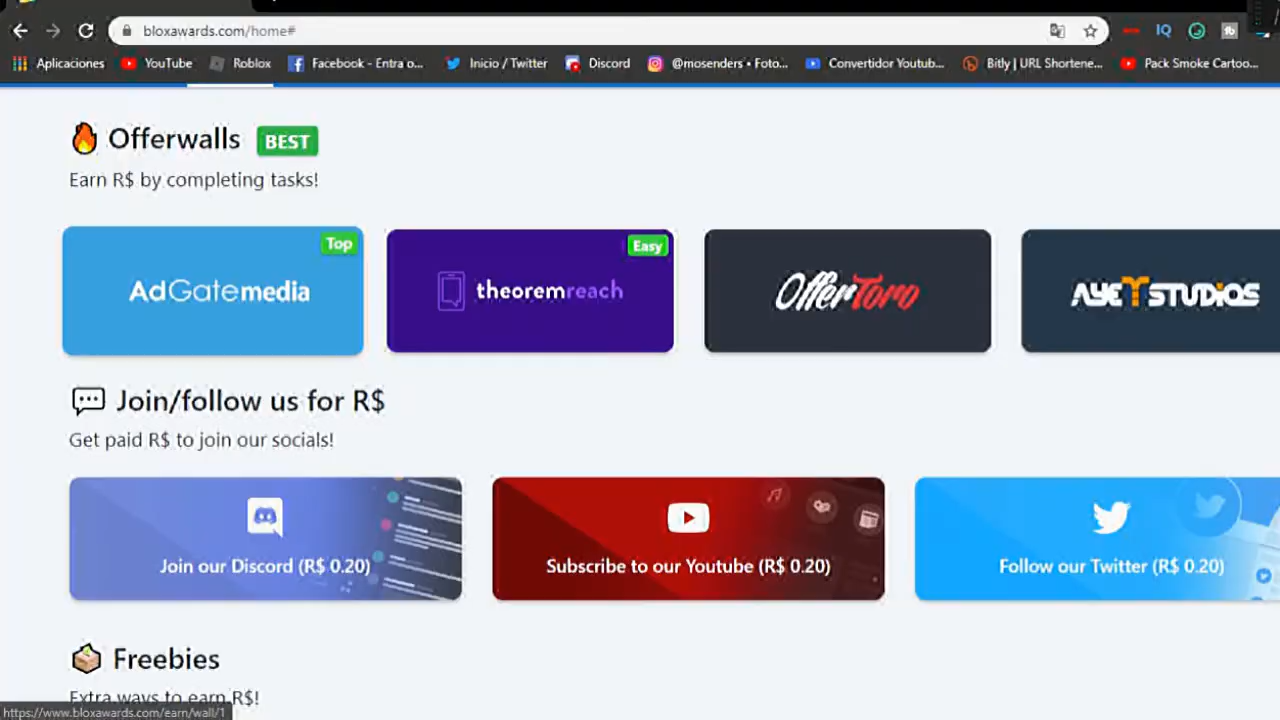 bloxawards.com/home#
IQ
Aplicaciones YouTube Roblox Facebook - Entra o... Inicio / Twitter Discord @mosenders • Foto... Convertidor Youtub... Bitly | URL Shortene... Pack Smoke Cartoo...
Offerwalls BEST
Earn R$ by completing tasks!
Top
AdGatemedia
Easy
theoremreach
OfferToro
AYET STUDIOS
Join/follow us for R$
Get paid R$ to join our socials!
Join our Discord (R$ 0.20)
Subscribe to our Youtube (R$ 0.20)
Follow our Twitter (R$ 0.20)
Freebies
Extra ways to earn R$!
https://www.bloxawards.com/earn/wall/1